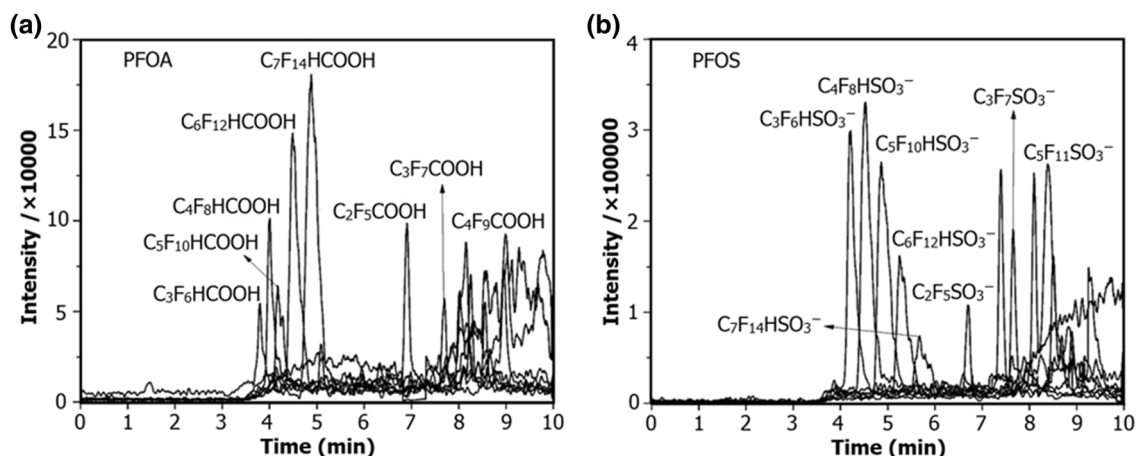 (a)
PFOA
Intensity /×100000
20
15
10
5
0
C₇F₁₄HCOOH
C₆F₁₂HCOOH
C₄F₈HCOOH
C₅F₁₀HCOOH
C₃F₆HCOOH
C₃F₇COOH
C₂F₅COOH
C₄F₉COOH
0 1 2 3 4 5 6 7 8 9 10
Time (min)
(b)
PFOS
Intensity /×100000
4
3
2
1
0
C₄F₈HSO₃⁻
C₃F₆HSO₃⁻
C₅F₁₀HSO₃⁻
C₆F₁₂HSO₃⁻
C₂F₅SO₃⁻
C₇F₁₄HSO₃⁻
C₃F₇SO₃⁻
C₅F₁₁SO₃⁻
0 1 2 3 4 5 6 7 8 9 10
Time (min)